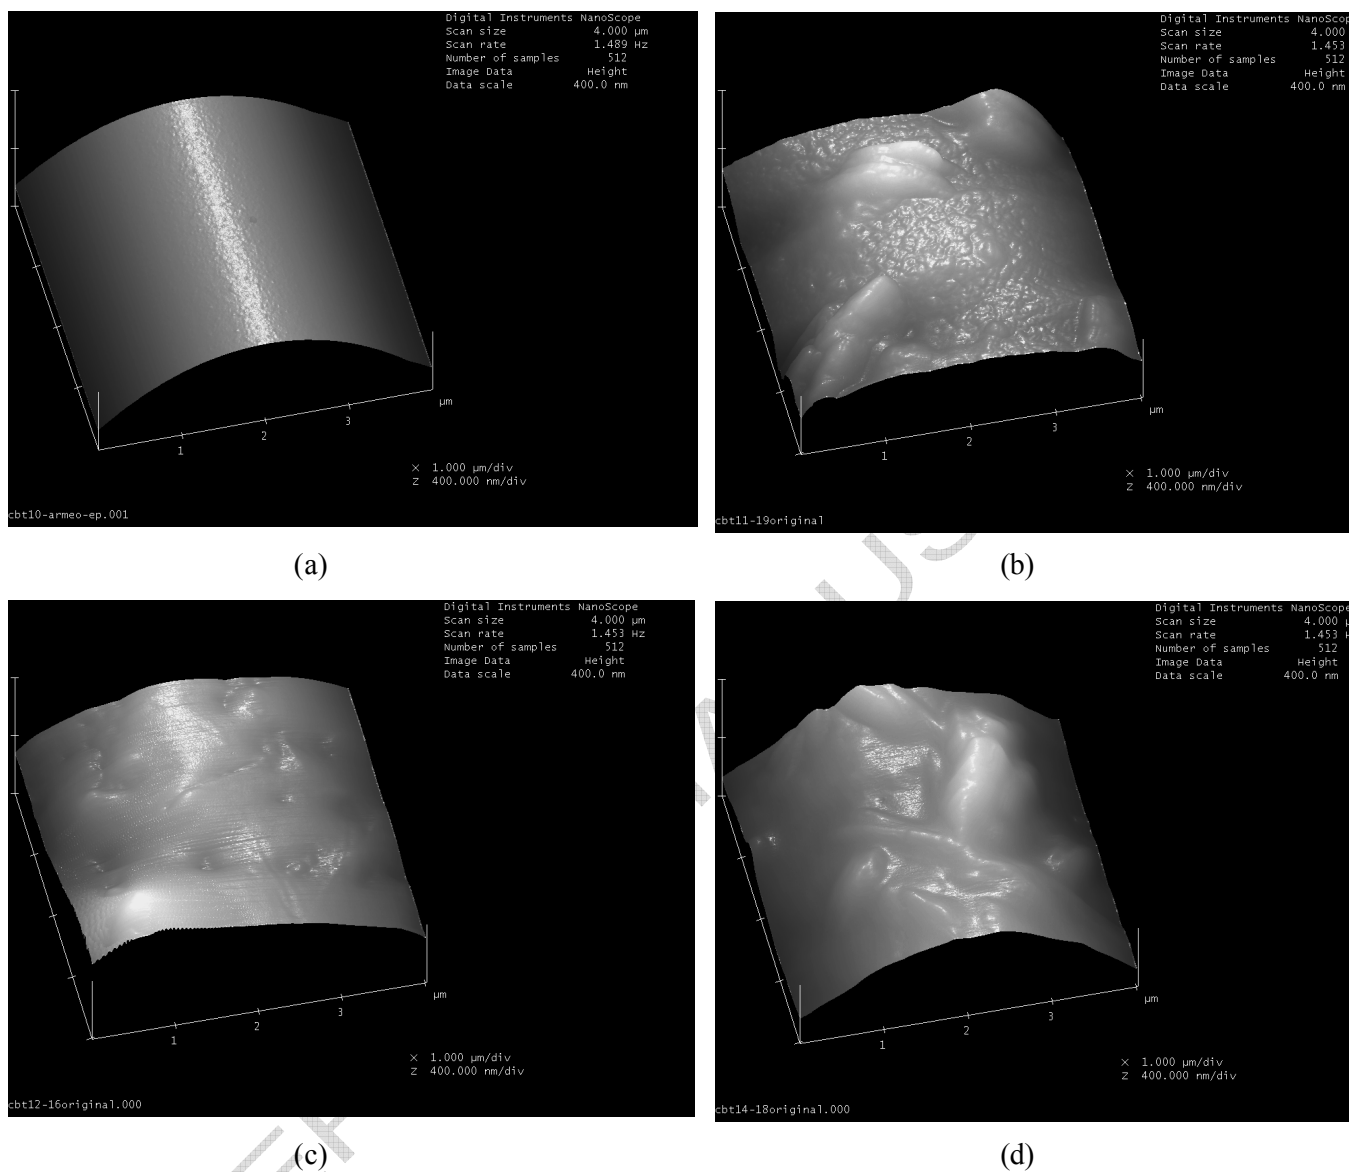 Digital Instruments NanoScope
Scan size 4.000 µm
Scan rate 1.489 Hz
Number of samples 512
Image Data Height
Data scale 400.0 nm
µm
3
2
1
X 1.000 µm/div
Z 400.000 nm/div
cbt10-armeo-ep.001
(a)
Digital Instruments NanoScope
Scan size 4.000
Scan rate 1.453
Number of samples 512
Image Data Height
Data scale 400.0 nm
µm
3
2
1
X 1.000 µm/div
Z 400.000 nm/div
cbt11-19original
(b)
Digital Instruments NanoScope
Scan size 4.000 µm
Scan rate 1.453 Hz
Number of samples 512
Image Data Height
Data scale 400.0 nm
µm
3
2
1
X 1.000 µm/div
Z 400.000 nm/div
cbt12-16original.000
(c)
Digital Instruments NanoScope
Scan size 4.000 µ
Scan rate 1.453 H
Number of samples 512
Image Data Height
Data scale 400.0 nm
µm
3
2
1
X 1.000 µm/div
Z 400.000 nm/div
cbt14-18original.000
(d)